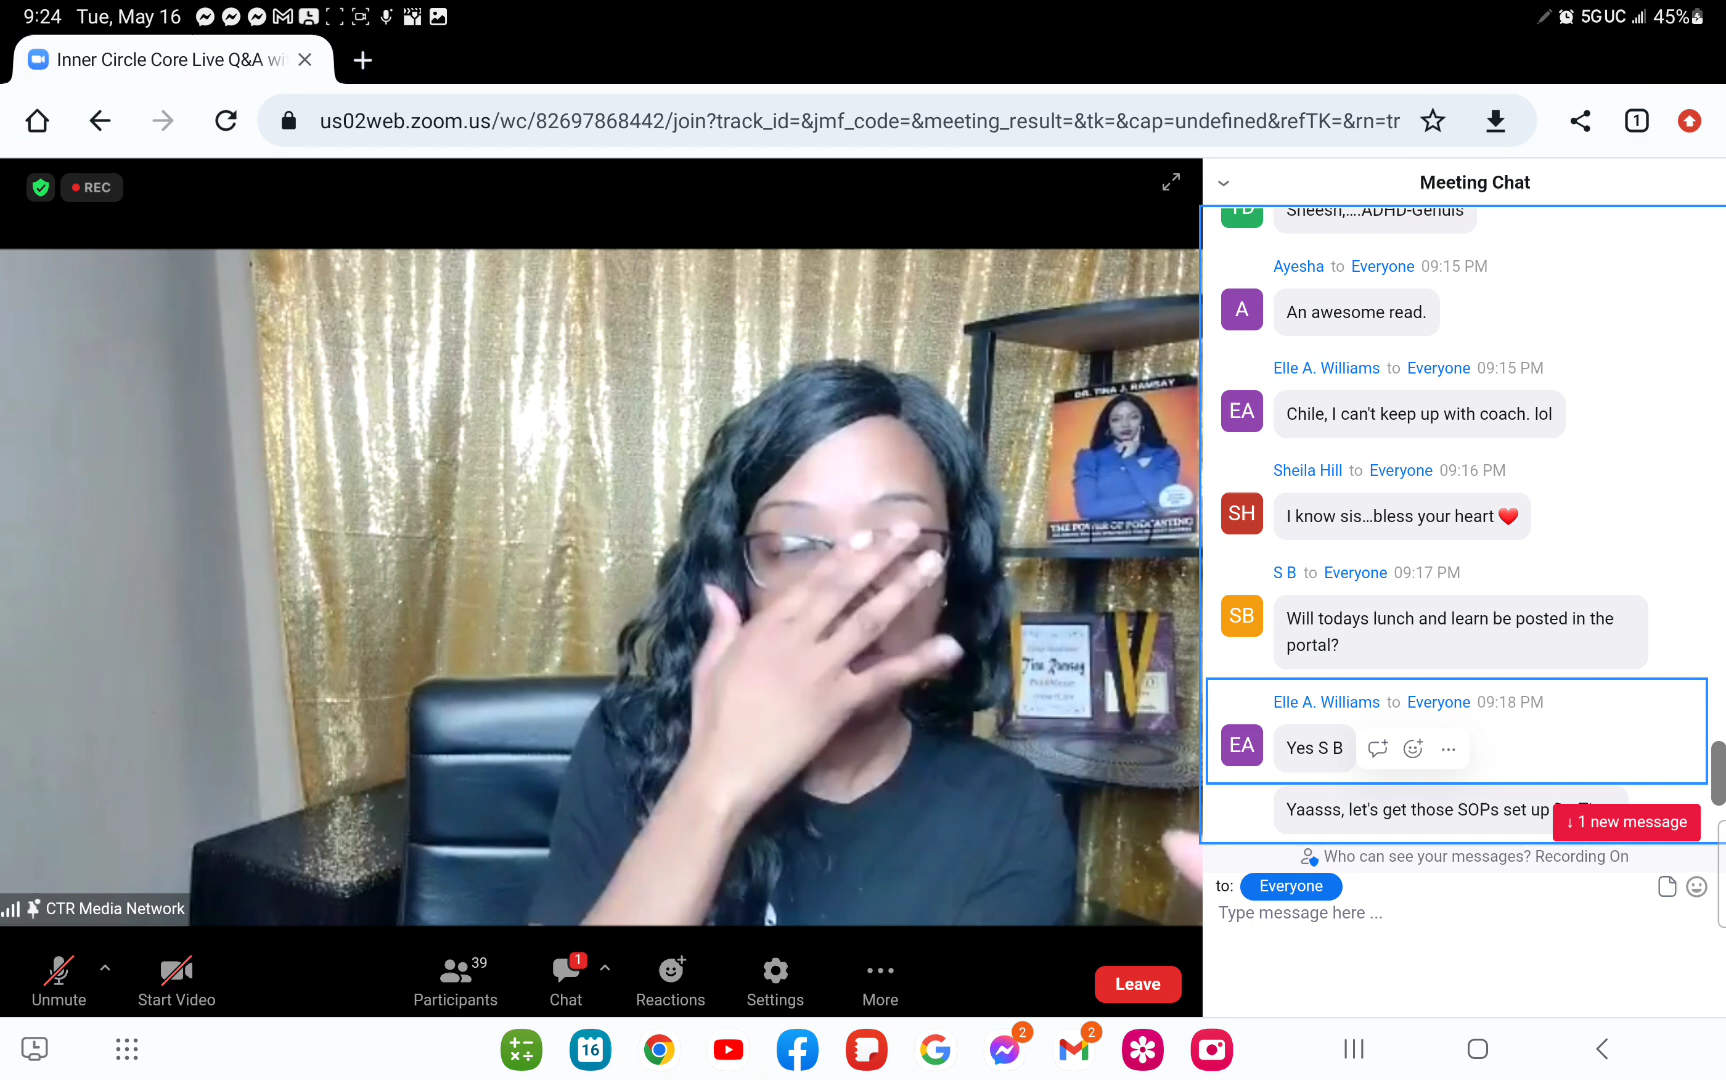 9:24 Tue, May 16
5GUC 45%
Inner Circle Core Live Q&A wi
us02web.zoom.us/wc/82697868442/join?track_id=&jmf_code=&meeting_result=&tk=&cap=undefined&refTK=&rn=tr
1
REC
DR. TINA J. RAMSAY
THE POWER OF PODCASTING
Tina Ramsay
CTR Media Network
Meeting Chat
TD
Sheesh,....ADHD-Genius
Ayesha to Everyone 09:15 PM
A
An awesome read.
Elle A. Williams to Everyone 09:15 PM
EA
Chile, I can't keep up with coach. lol
Sheila Hill to Everyone 09:16 PM
SH
I know sis...bless your heart ❤️
S B to Everyone 09:17 PM
SB
Will todays lunch and learn be posted in the
portal?
Elle A. Williams to Everyone 09:18 PM
EA
Yes S B
Yaasss, let's get those SOPs set up
↓ 1 new message
Who can see your messages? Recording On
to: Everyone
Type message here ...
39
1
Unmute
Start Video
Participants
Chat
Reactions
Settings
More
Leave
16
2
2